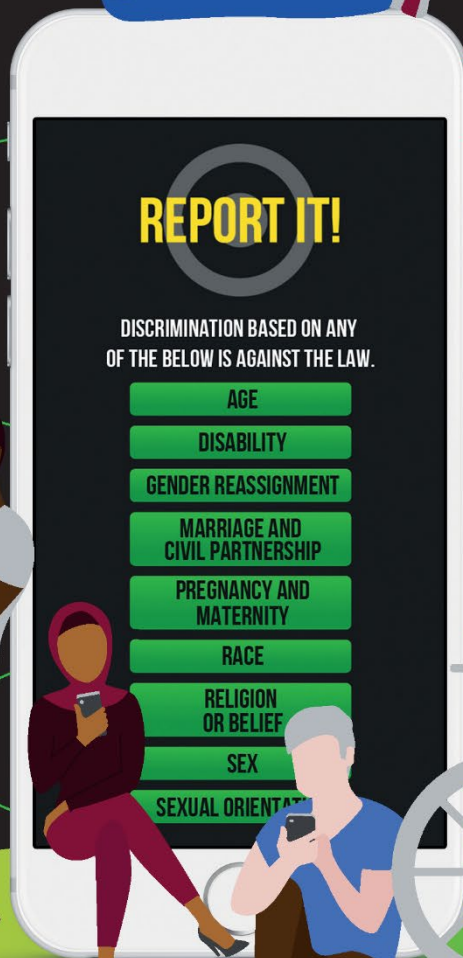 REPORT IT!
DISCRIMINATION BASED ON ANY
OF THE BELOW IS AGAINST THE LAW.
AGE
DISABILITY
GENDER REASSIGNMENT
MARRIAGE AND
CIVIL PARTNERSHIP
PREGNANCY AND
MATERNITY
RACE
RELIGION
OR BELIEF
SEX
SEXUAL